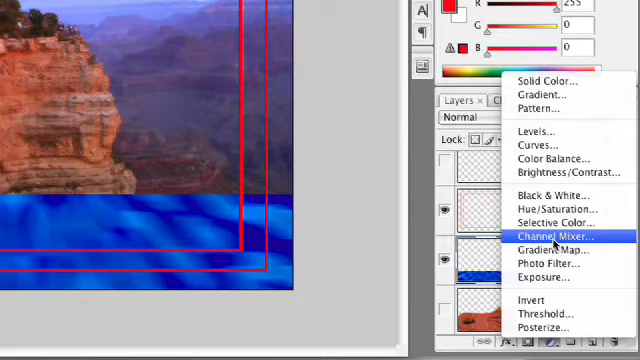 A
R
255
G
0
B
0
¶
Layers ×
C
Normal
Lock:
Solid Color...
Gradient...
Pattern...
Levels...
Curves...
Color Balance...
Brightness/Contrast...
Black & White...
Hue/Saturation...
Selective Color...
Channel Mixer...
Gradient Map...
Photo Filter...
Exposure...
Invert
Threshold...
Posterize...
fx